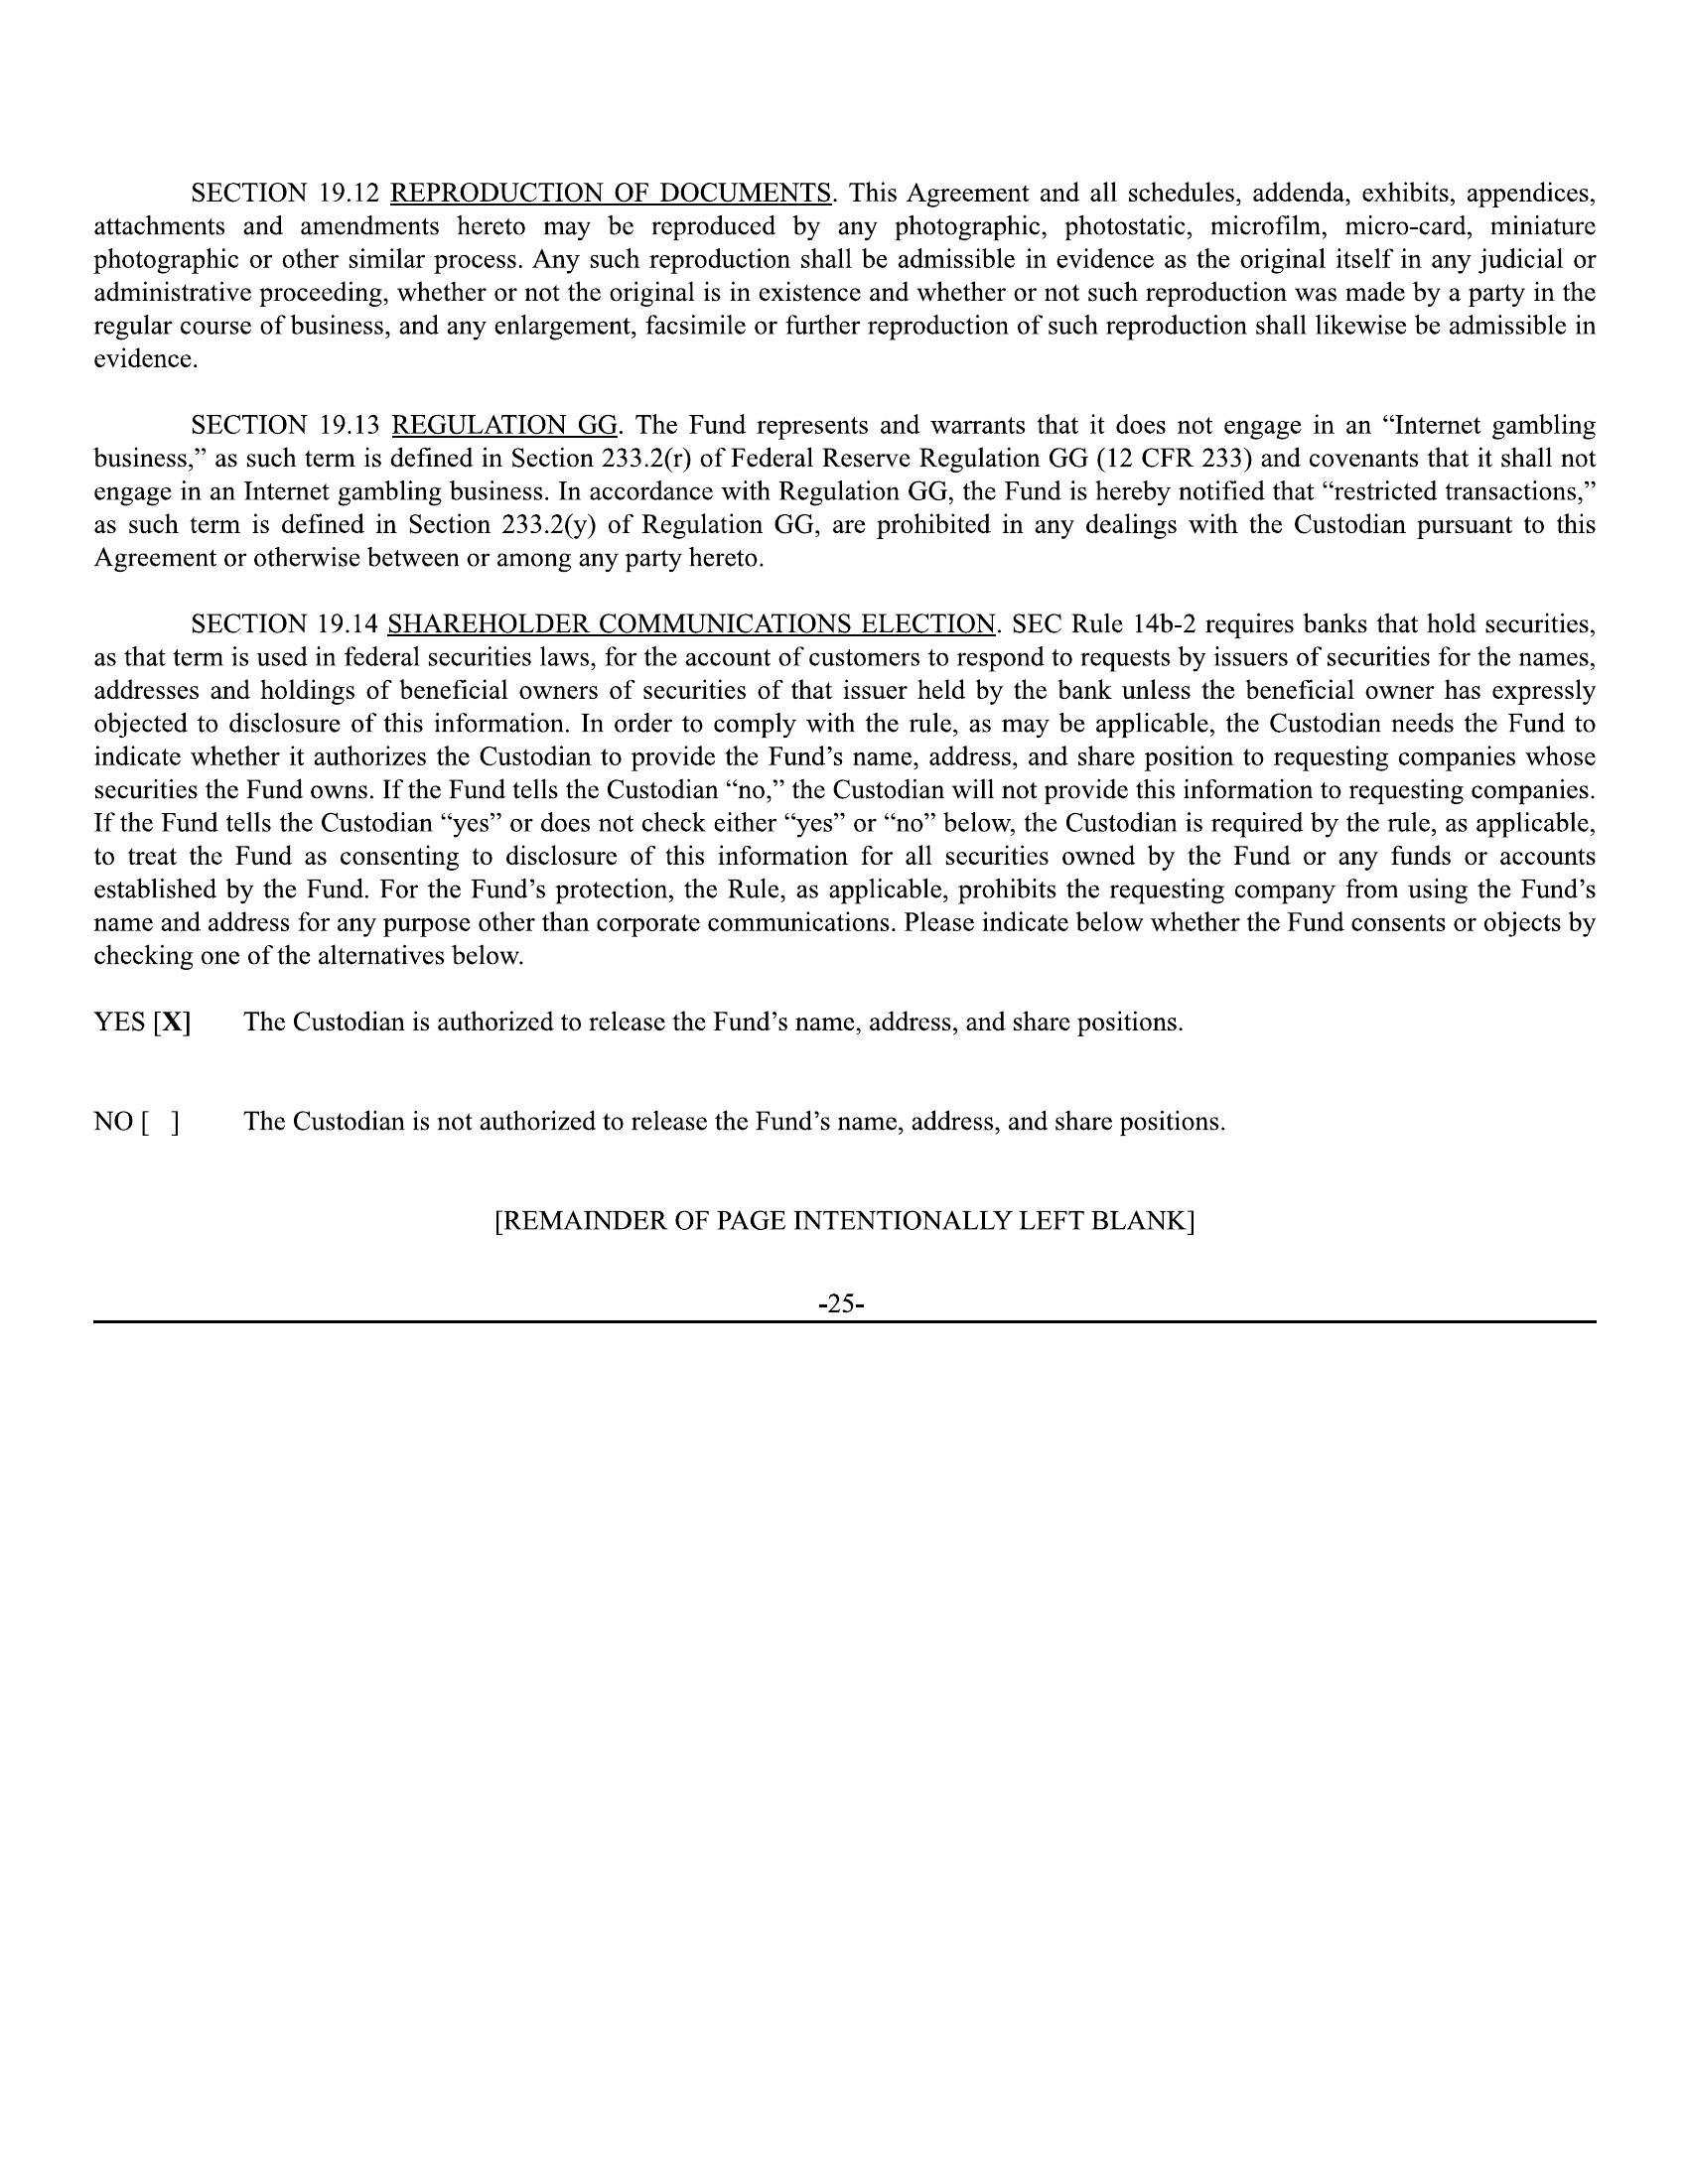 SECTION 19.12 REPRODUCTION OF DOCUMENTS. This Agreement and all schedules, addenda, exhibits, appendices,
attachments and amendments hereto may be reproduced by any photographic, photostatic, microfilm, micro-card, miniature
photographic or other similar process. Any such reproduction shall be admissible in evidence as the original itself in any judicial or
administrative proceeding, whether or not the original is in existence and whether or not such reproduction was made by a party in the
regular course of business, and any enlargement, facsimile or further reproduction of such reproduction shall likewise be admissible in
evidence.
SECTION 19.13 REGULATION GG. The Fund represents and warrants that it does not engage in an “Internet gambling
business,” as such term is defined in Section 233.2(r) of Federal Reserve Regulation GG (12 CFR 233) and covenants that it shall not
engage in an Internet gambling business. In accordance with Regulation GG, the Fund is hereby notified that “restricted transactions,”
as such term is defined in Section 233.2(y) of Regulation GG, are prohibited in any dealings with the Custodian pursuant to this
Agreement or otherwise between or among any party hereto.
SECTION 19.14 SHAREHOLDER COMMUNICATIONS ELECTION. SEC Rule 14b-2 requires banks that hold securities,
as that term is used in federal securities laws, for the account of customers to respond to requests by issuers of securities for the names,
addresses and holdings of beneficial owners of securities of that issuer held by the bank unless the beneficial owner has expressly
objected to disclosure of this information. In order to comply with the rule, as may be applicable, the Custodian needs the Fund to
indicate whether it authorizes the Custodian to provide the Fund’s name, address, and share position to requesting companies whose
securities the Fund owns. If the Fund tells the Custodian “no,” the Custodian will not provide this information to requesting companies.
If the Fund tells the Custodian “yes” or does not check either “yes” or “no” below, the Custodian is required by the rule, as applicable,
to treat the Fund as consenting to disclosure of this information for all securities owned by the Fund or any funds or accounts
established by the Fund. For the Fund’s protection, the Rule, as applicable, prohibits the requesting company from using the Fund’s
name and address for any purpose other than corporate communications. Please indicate below whether the Fund consents or objects by
checking one of the alternatives below.
YES [X] The Custodian is authorized to release the Fund’s name, address, and share positions.
NO [ ] The Custodian is not authorized to release the Fund’s name, address, and share positions.
[REMAINDER OF PAGE INTENTIONALLY LEFT BLANK]
-25-